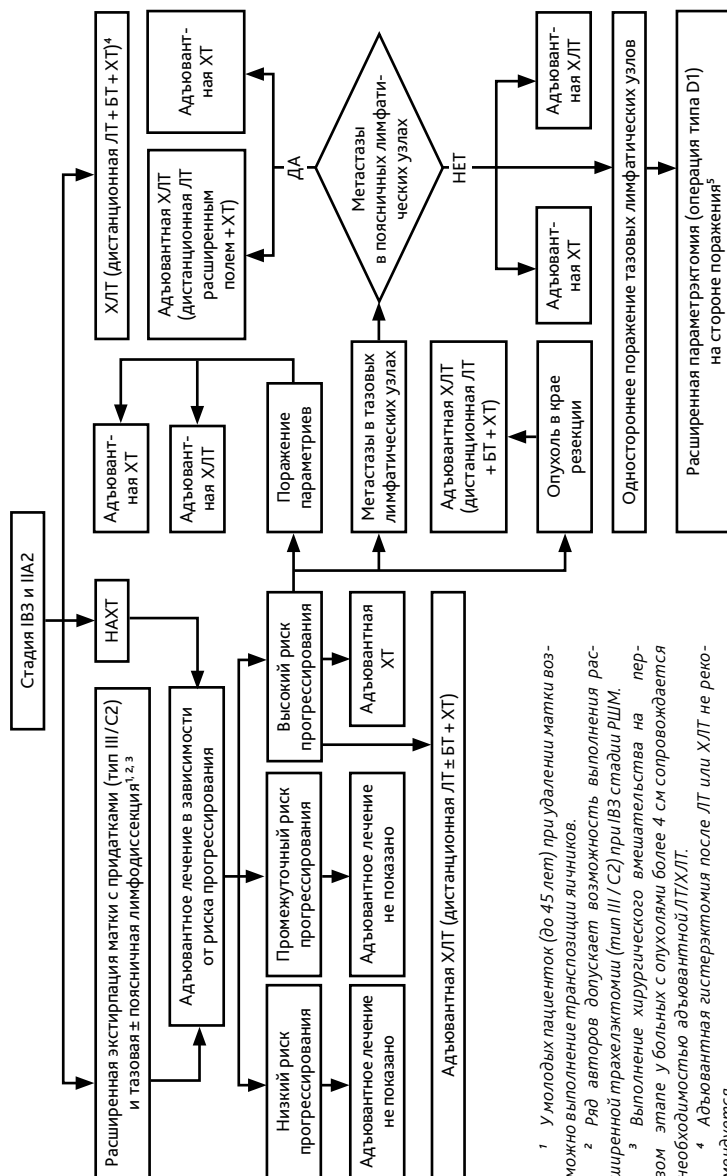 Стадия IB3 и IIA2
Расширенная экстирпация матки с придатками (тип III / C2)
и тазовая ± поясничная лимфодиссекция¹, ², ³
НАХТ
ХЛТ (дистанционная ЛТ + БТ + ХТ)⁴
Адъювантное лечение в зависимости
от риска прогрессирования
Низкий риск
прогрессирования
Промежуточный риск
прогрессирования
Высокий риск
прогрессирования
Адъювантное лечение
не показано
Адъювантное лечение
не показано
Адъювантная
ХТ
Адъювантная ХЛТ (дистанционная ЛТ ± БТ + ХТ)
Адъювант-
ная ХТ
Адъювант-
ная ХЛТ
Поражение
параметриев
Метастазы в тазовых
лимфатических узлах
Адъювантная ХЛТ
(дистанционная ЛТ
+ БТ + ХТ)
Опухоль в крае
резекции
Адъювантная ХЛТ
(дистанционная ЛТ
расширенным
полем + ХТ)
Адъювант-
ная ХТ
ДА
Метастазы
в поясничных лимфати-
ческих узлах
НЕТ
Адъювант-
ная ХТ
Адъювант-
ная ХЛТ
Одностороннее поражение тазовых лимфатических узлов
Расширенная параметрэктомия (операция типа D1)
на стороне поражения⁵
¹ У молодых пациенток (до 45 лет) при удалении матки воз-
можно выполнение транспозиции яичников.
² Ряд авторов допускает возможность выполнения рас-
ширенной трахелэктомии (тип III / C2) при IB3 стадии РШМ.
³ Выполнение хирургического вмешательства на пер-
вом этапе у больных с опухолями более 4 см сопровождается
необходимостью адъювантной ЛТ/ХЛТ.
⁴ Адъювантная гистерэктомия после ЛТ или ХЛТ не реко-